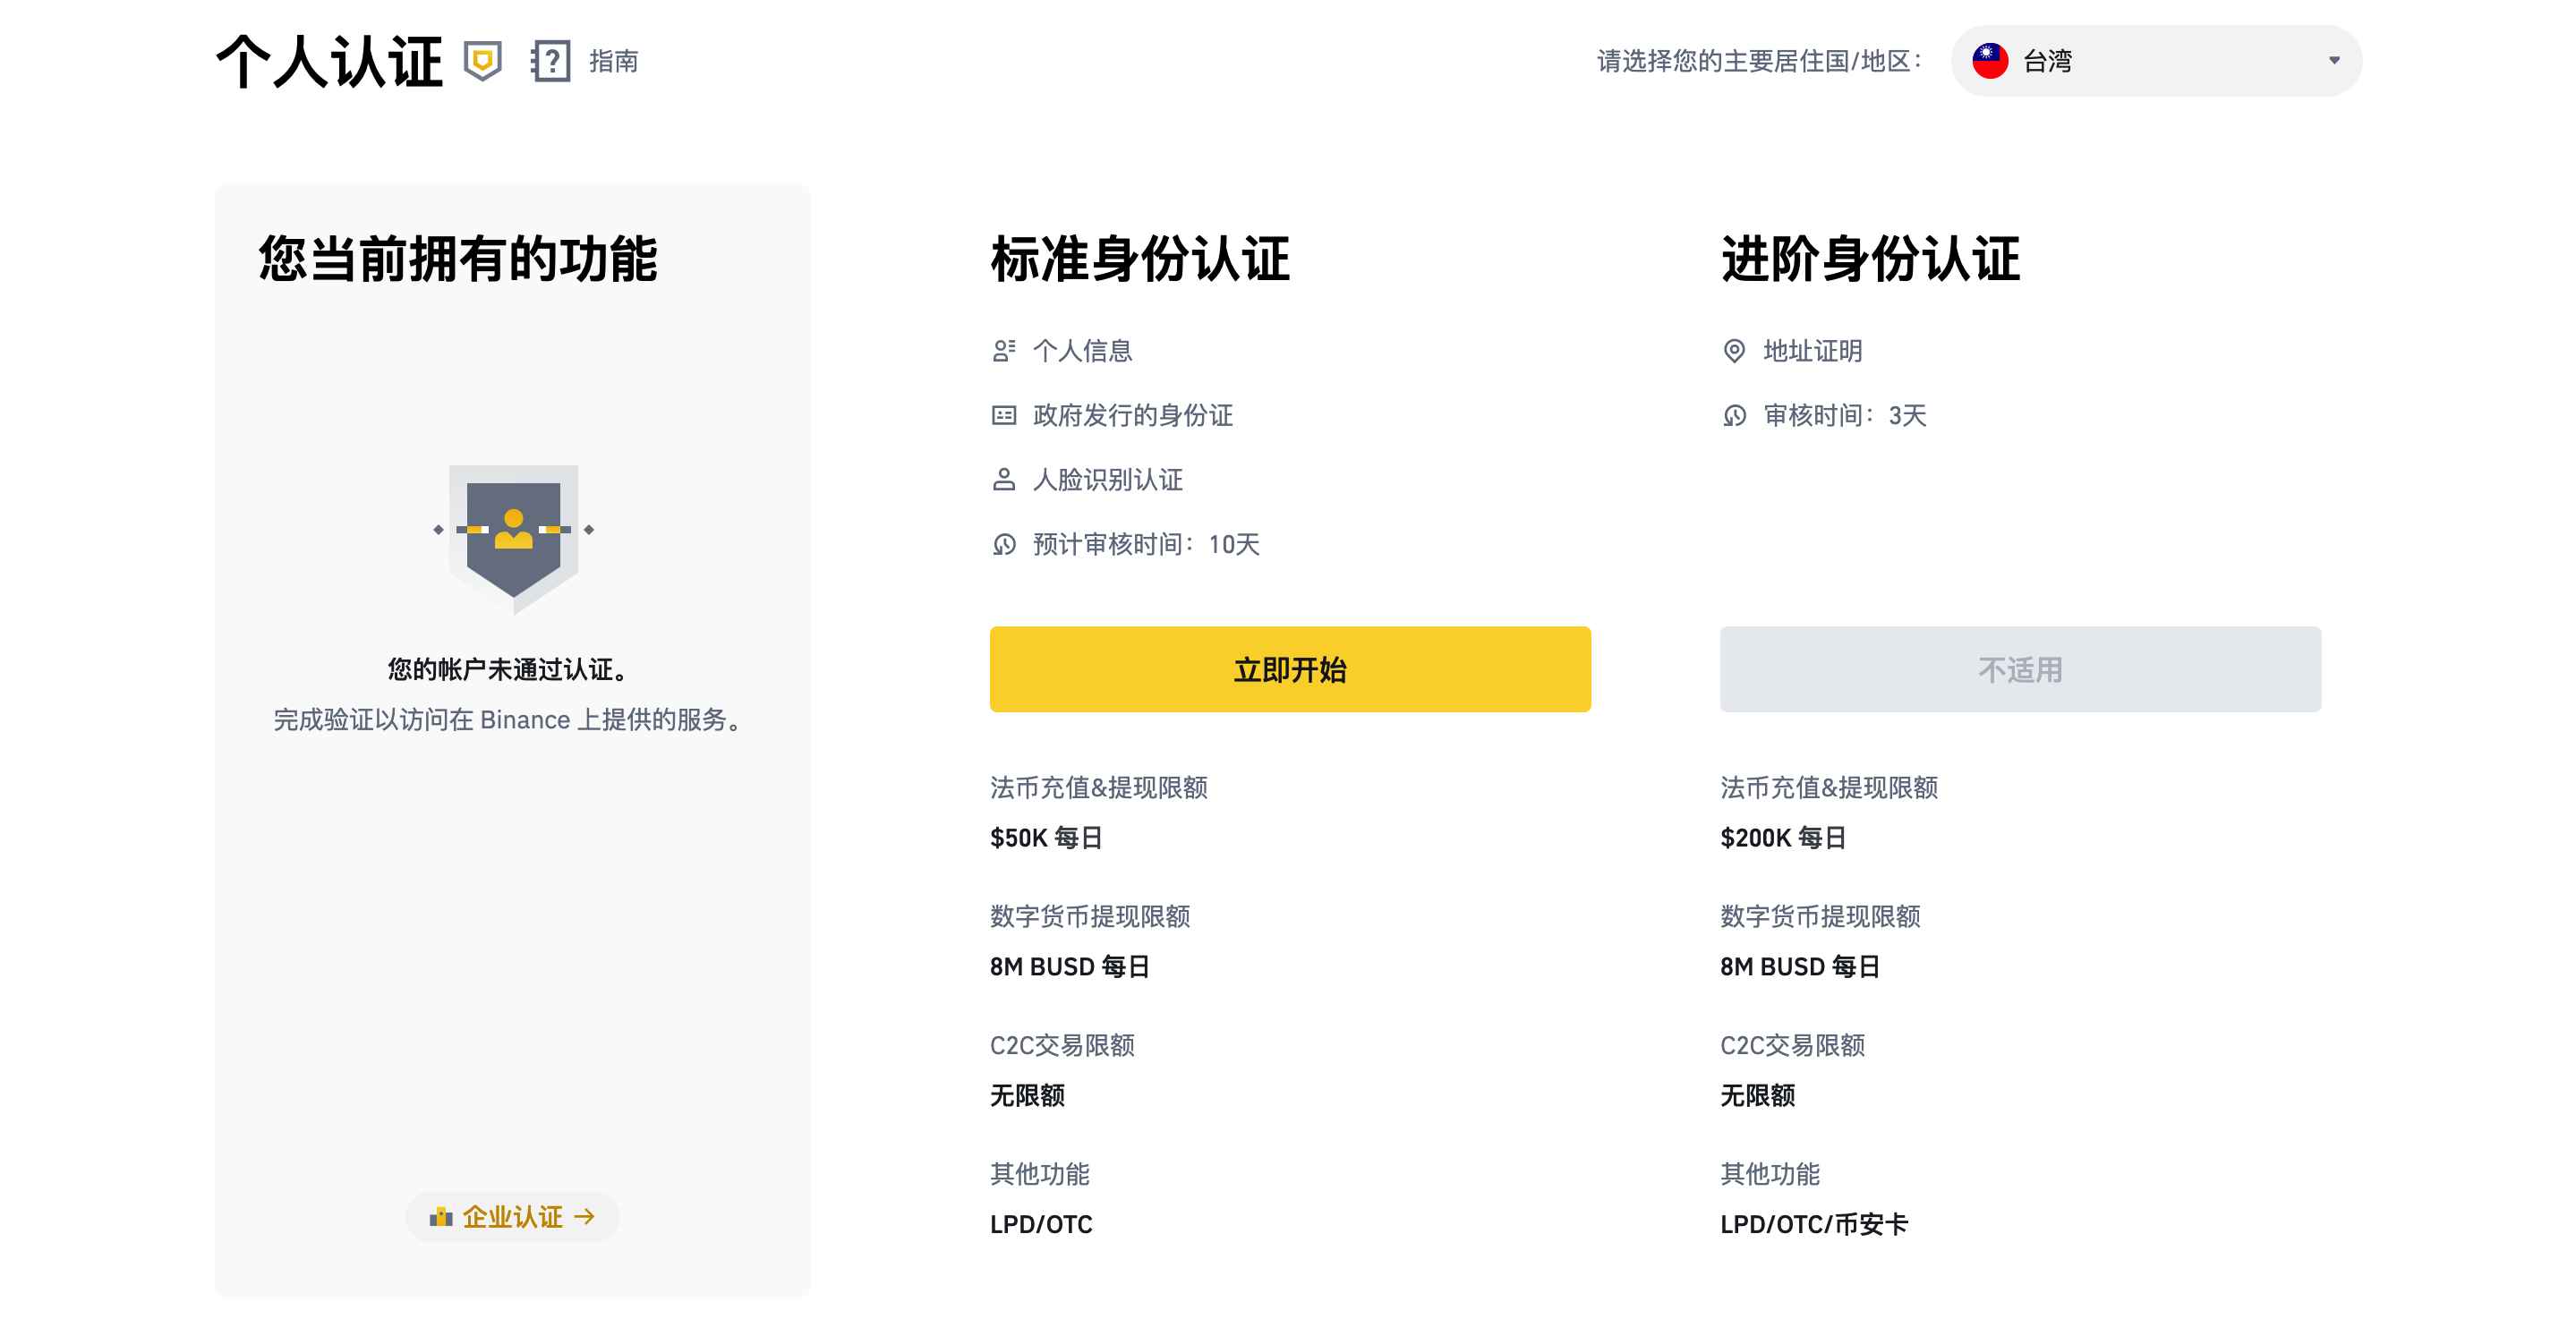 个人认证
指南
请选择您的主要居住国/地区：
台湾
您当前拥有的功能
您的帐户未通过认证。
完成验证以访问在 Binance 上提供的服务。
企业认证
标准身份认证
个人信息
政府发行的身份证
人脸识别认证
预计审核时间：10天
立即开始
法币充值&提现限额
$50K 每日
数字货币提现限额
8M BUSD 每日
C2C交易限额
无限额
其他功能
LPD/OTC
进阶身份认证
地址证明
审核时间：3天
不适用
法币充值&提现限额
$200K 每日
数字货币提现限额
8M BUSD 每日
C2C交易限额
无限额
其他功能
LPD/OTC/币安卡